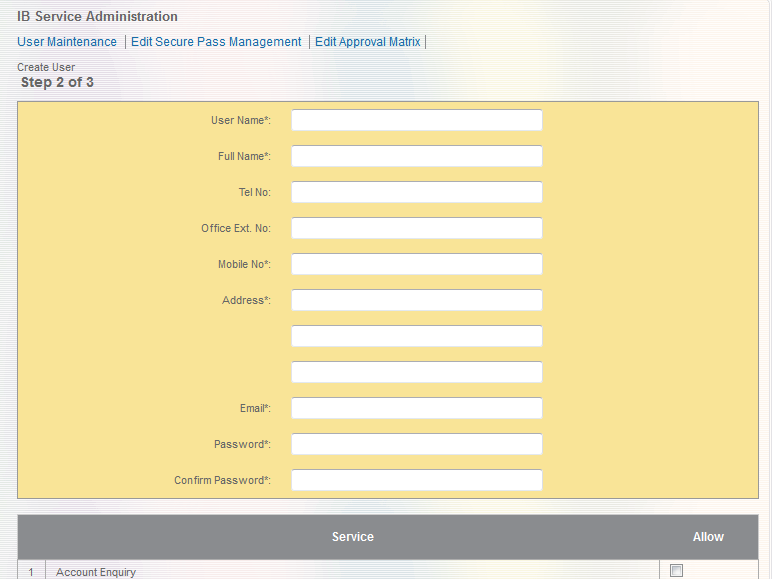 IB Service Administration
User Maintenance | Edit Secure Pass Management | Edit Approval Matrix |
Create User
Step 2 of 3
User Name*:
Full Name*:
Tel No:
Office Ext. No:
Mobile No*:
Address*:
Email*:
Password*:
Confirm Password*:
Service Allow
1 Account Enquiry